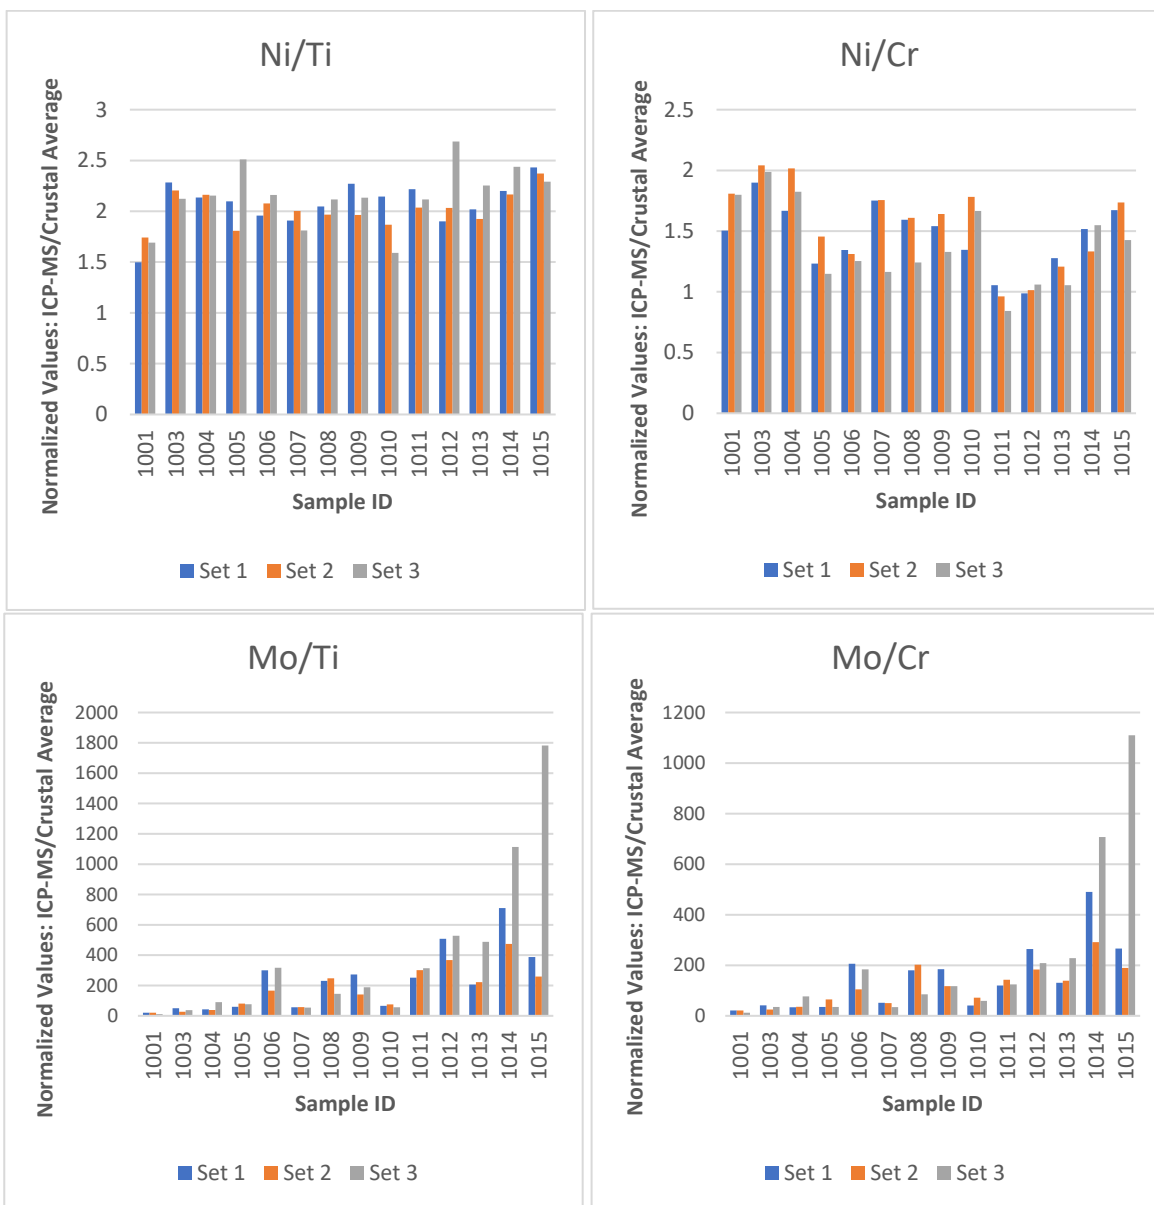 Ni/Ti
Normalized Values: ICP-MS/Crustal Average
3
2.5
2
1.5
1
0.5
0
1001 1003 1004 1005 1006 1007 1008 1009 1010 1011 1012 1013 1014 1015
Sample ID
Set 1 Set 2 Set 3
Ni/Cr
Normalized Values: ICP-MS/Crustal Average
2.5
2
1.5
1
0.5
0
1001 1003 1004 1005 1006 1007 1008 1009 1010 1011 1012 1013 1014 1015
Sample ID
Set 1 Set 2 Set 3
Mo/Ti
Normalized Values: ICP-MS/Crustal Average
2000
1800
1600
1400
1200
1000
800
600
400
200
0
1001 1003 1004 1005 1006 1007 1008 1009 1010 1011 1012 1013 1014 1015
Sample ID
Set 1 Set 2 Set 3
Mo/Cr
Normalized Values: ICP-MS/Crustal Average
1200
1000
800
600
400
200
0
1001 1003 1004 1005 1006 1007 1008 1009 1010 1011 1012 1013 1014 1015
Sample ID
Set 1 Set 2 Set 3